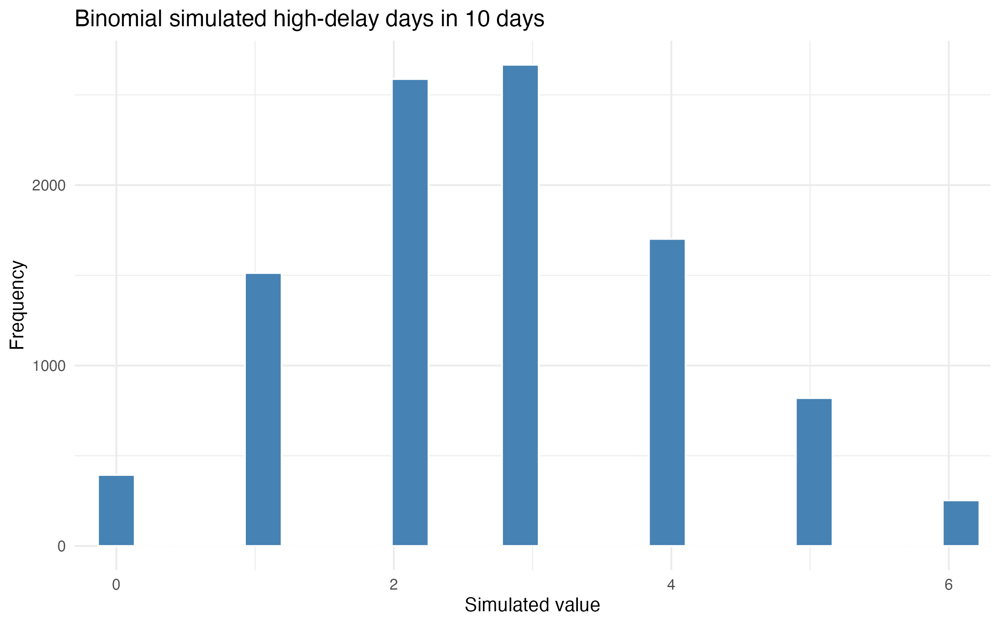 Binomial simulated high-delay days in 10 days
Frequency
2000
1000
0
0 2 4 6
Simulated value